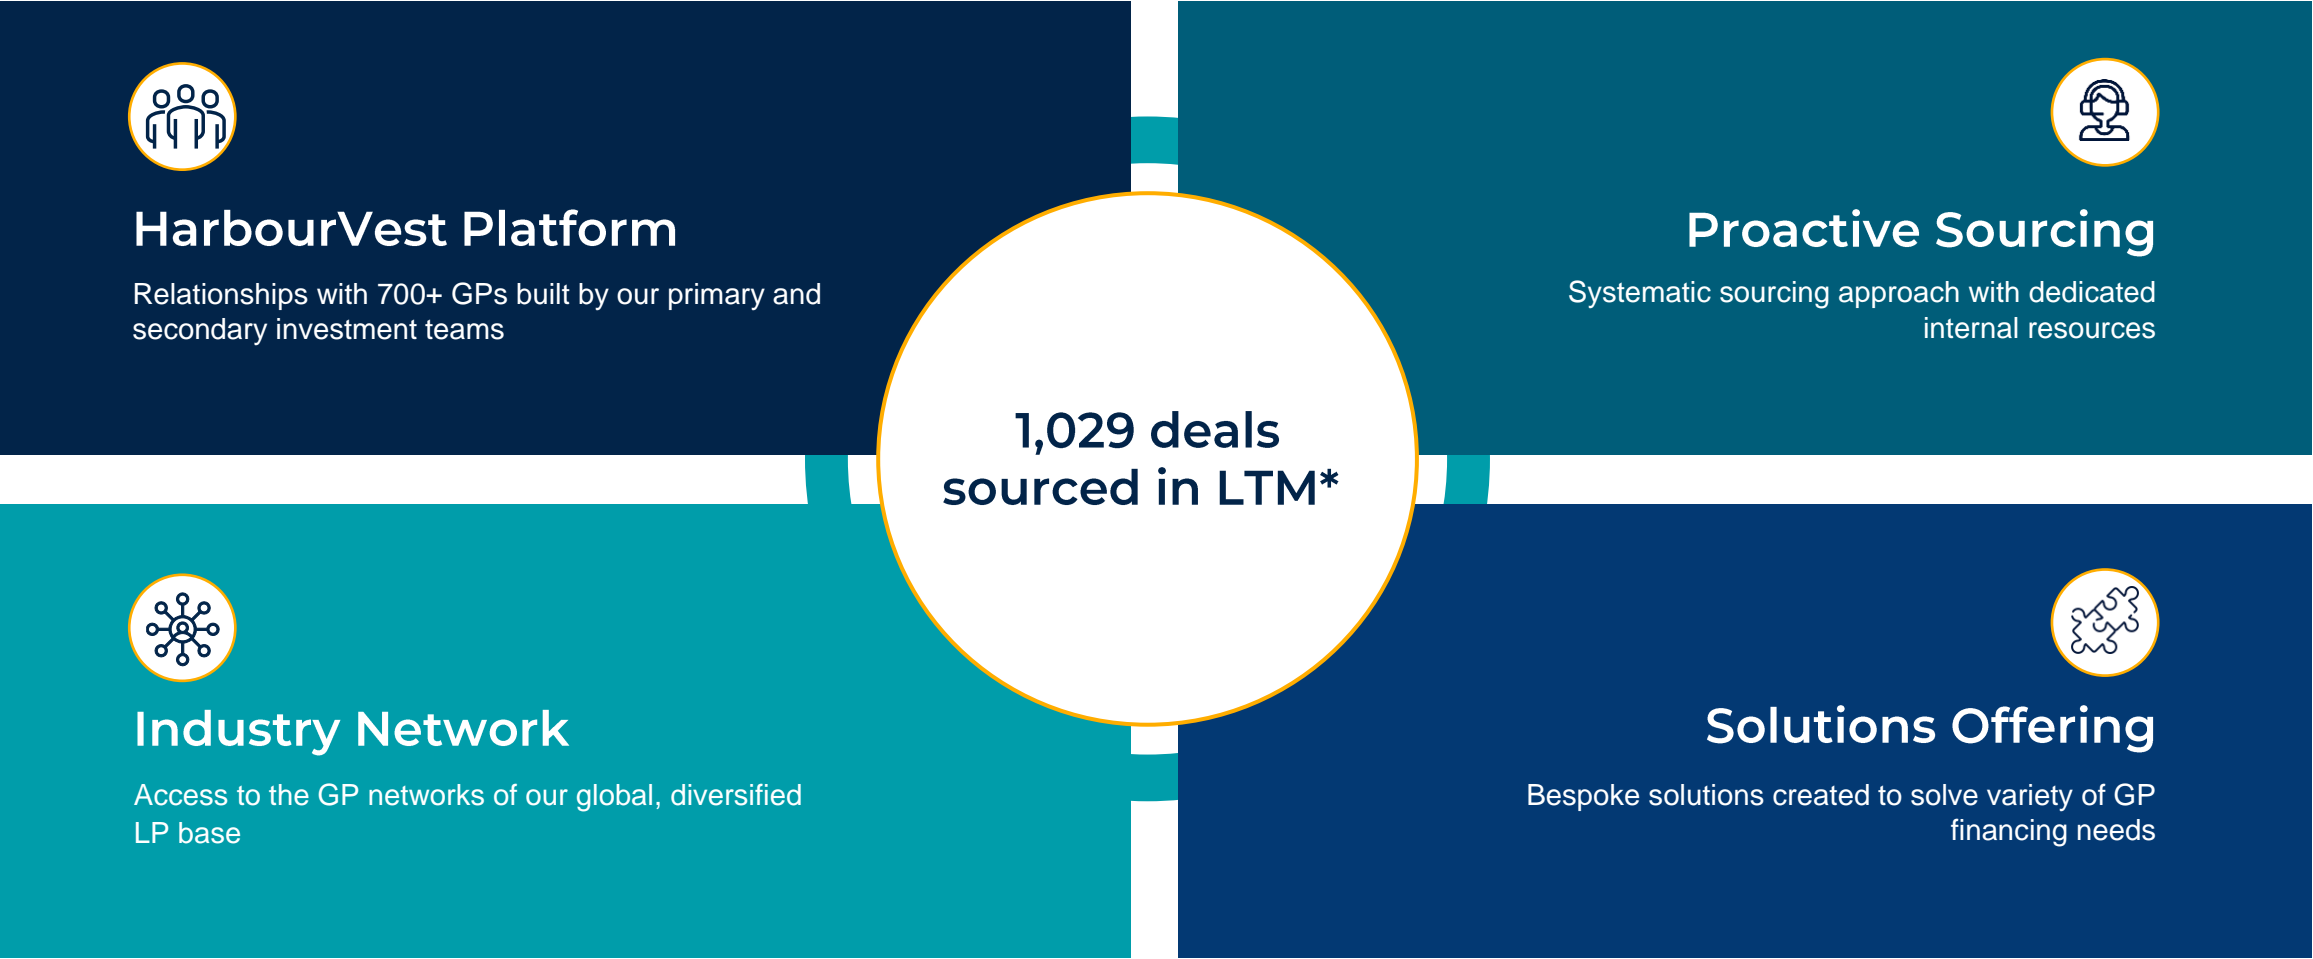 HarbourVest Platform
Relationships with 700+ GPs built by our primary and
secondary investment teams
Proactive Sourcing
Systematic sourcing approach with dedicated
internal resources
1,029 deals
sourced in LTM*
Industry Network
Access to the GP networks of our global, diversified
LP base
Solutions Offering
Bespoke solutions created to solve variety of GP
financing needs